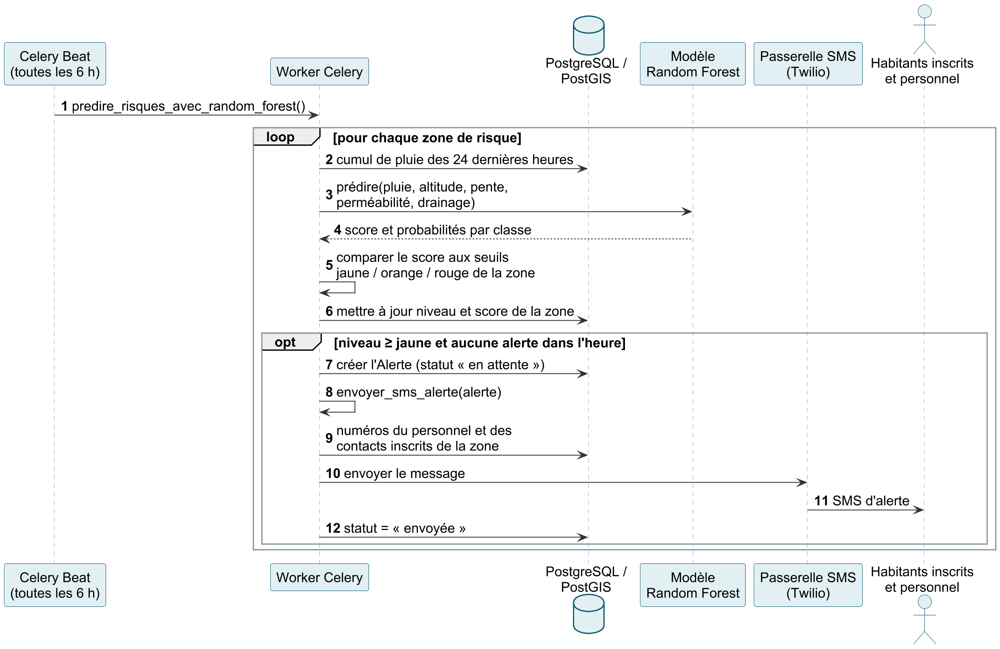 Celery Beat
(toutes les 6 h)
Worker Celery
PostgreSQL /
PostGIS
Modèle
Random Forest
Passerelle SMS
(Twilio)
Habitants inscrits
et personnel
1 predire_risques_avec_random_forest()
loop [pour chaque zone de risque]
2 cumul de pluie des 24 dernières heures
3 prédire(pluie, altitude, pente,
perméabilité, drainage)
4 score et probabilités par classe
5 comparer le score aux seuils
jaune / orange / rouge de la zone
6 mettre à jour niveau et score de la zone
opt [niveau ≥ jaune et aucune alerte dans l'heure]
7 créer l'Alerte (statut « en attente »)
8 envoyer_sms_alerte(alerte)
9 numéros du personnel et des
contacts inscrits de la zone
10 envoyer le message
11 SMS d'alerte
12 statut = « envoyée »
Celery Beat
(toutes les 6 h)
Worker Celery
PostgreSQL /
PostGIS
Modèle
Random Forest
Passerelle SMS
(Twilio)
Habitants inscrits
et personnel